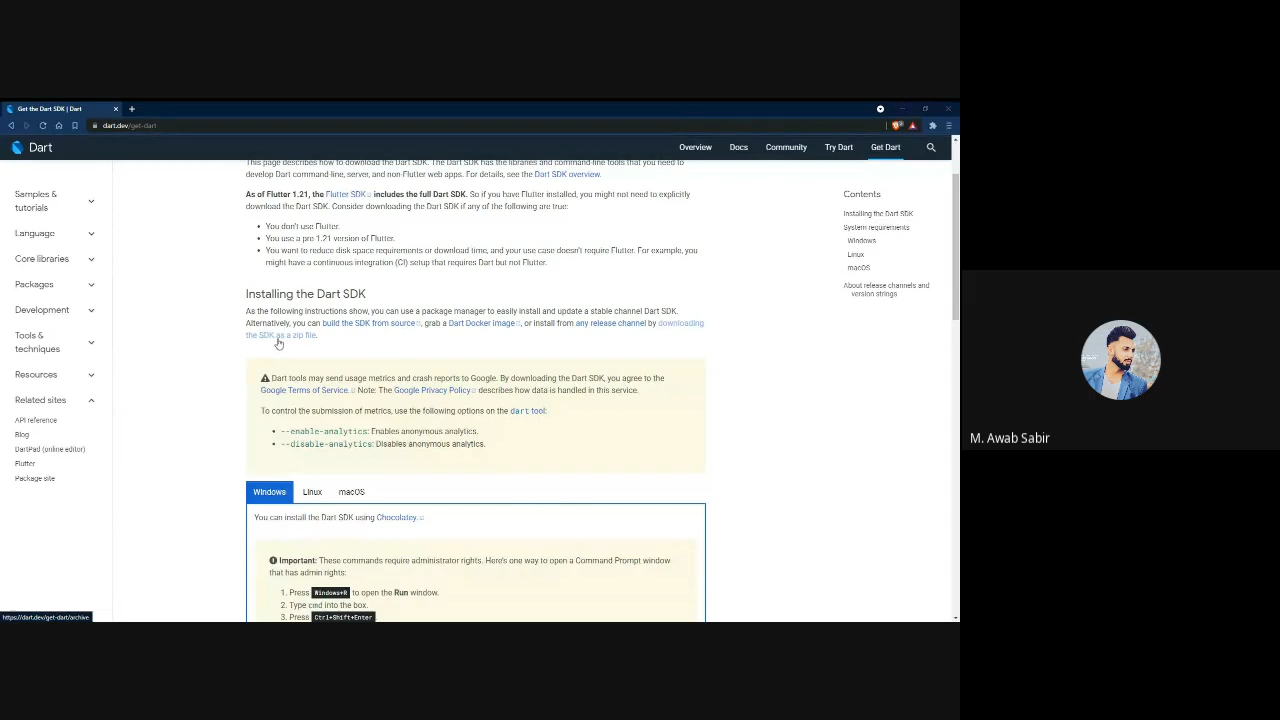 Get the Dart SDK | Dart
dart.dev/get-dart
Dart
Overview
Docs
Community
Try Dart
Get Dart
Samples &
tutorials
Language
Core libraries
Packages
Development
Tools &
techniques
Resources
Related sites
API reference
Blog
DartPad (online editor)
Flutter
Package site
This page describes how to download the Dart SDK. The Dart SDK has the libraries and command-line tools that you need to
develop Dart command-line, server, and non-Flutter web apps. For details, see the Dart SDK overview.
As of Flutter 1.21, the Flutter SDK includes the full Dart SDK. So if you have Flutter installed, you might not need to explicitly
download the Dart SDK. Consider downloading the Dart SDK if any of the following are true:
• You don't use Flutter.
• You use a pre 1.21 version of Flutter.
• You want to reduce disk space requirements or download time, and your use case doesn't require Flutter. For example, you
might have a continuous integration (CI) setup that requires Dart but not Flutter.
Installing the Dart SDK
As the following instructions show, you can use a package manager to easily install and update a stable channel Dart SDK.
Alternatively, you can build the SDK from source, grab a Dart Docker image, or install from any release channel by downloading
the SDK as a zip file.
Dart tools may send usage metrics and crash reports to Google. By downloading the Dart SDK, you agree to the
Google Terms of Service. Note: The Google Privacy Policy describes how data is handled in this service.
To control the submission of metrics, use the following options on the dart tool:
• --enable-analytics: Enables anonymous analytics.
• --disable-analytics: Disables anonymous analytics.
Windows
Linux
macOS
You can install the Dart SDK using Chocolatey.
Important: These commands require administrator rights. Here's one way to open a Command Prompt window
that has admin rights:
1. Press Windows+R to open the Run window.
2. Type cmd into the box.
3. Press Ctrl+Shift+Enter
Contents
Installing the Dart SDK
System requirements
Windows
Linux
macOS
About release channels and
version strings
https://dart.dev/get-dart/archive
M. Awab Sabir